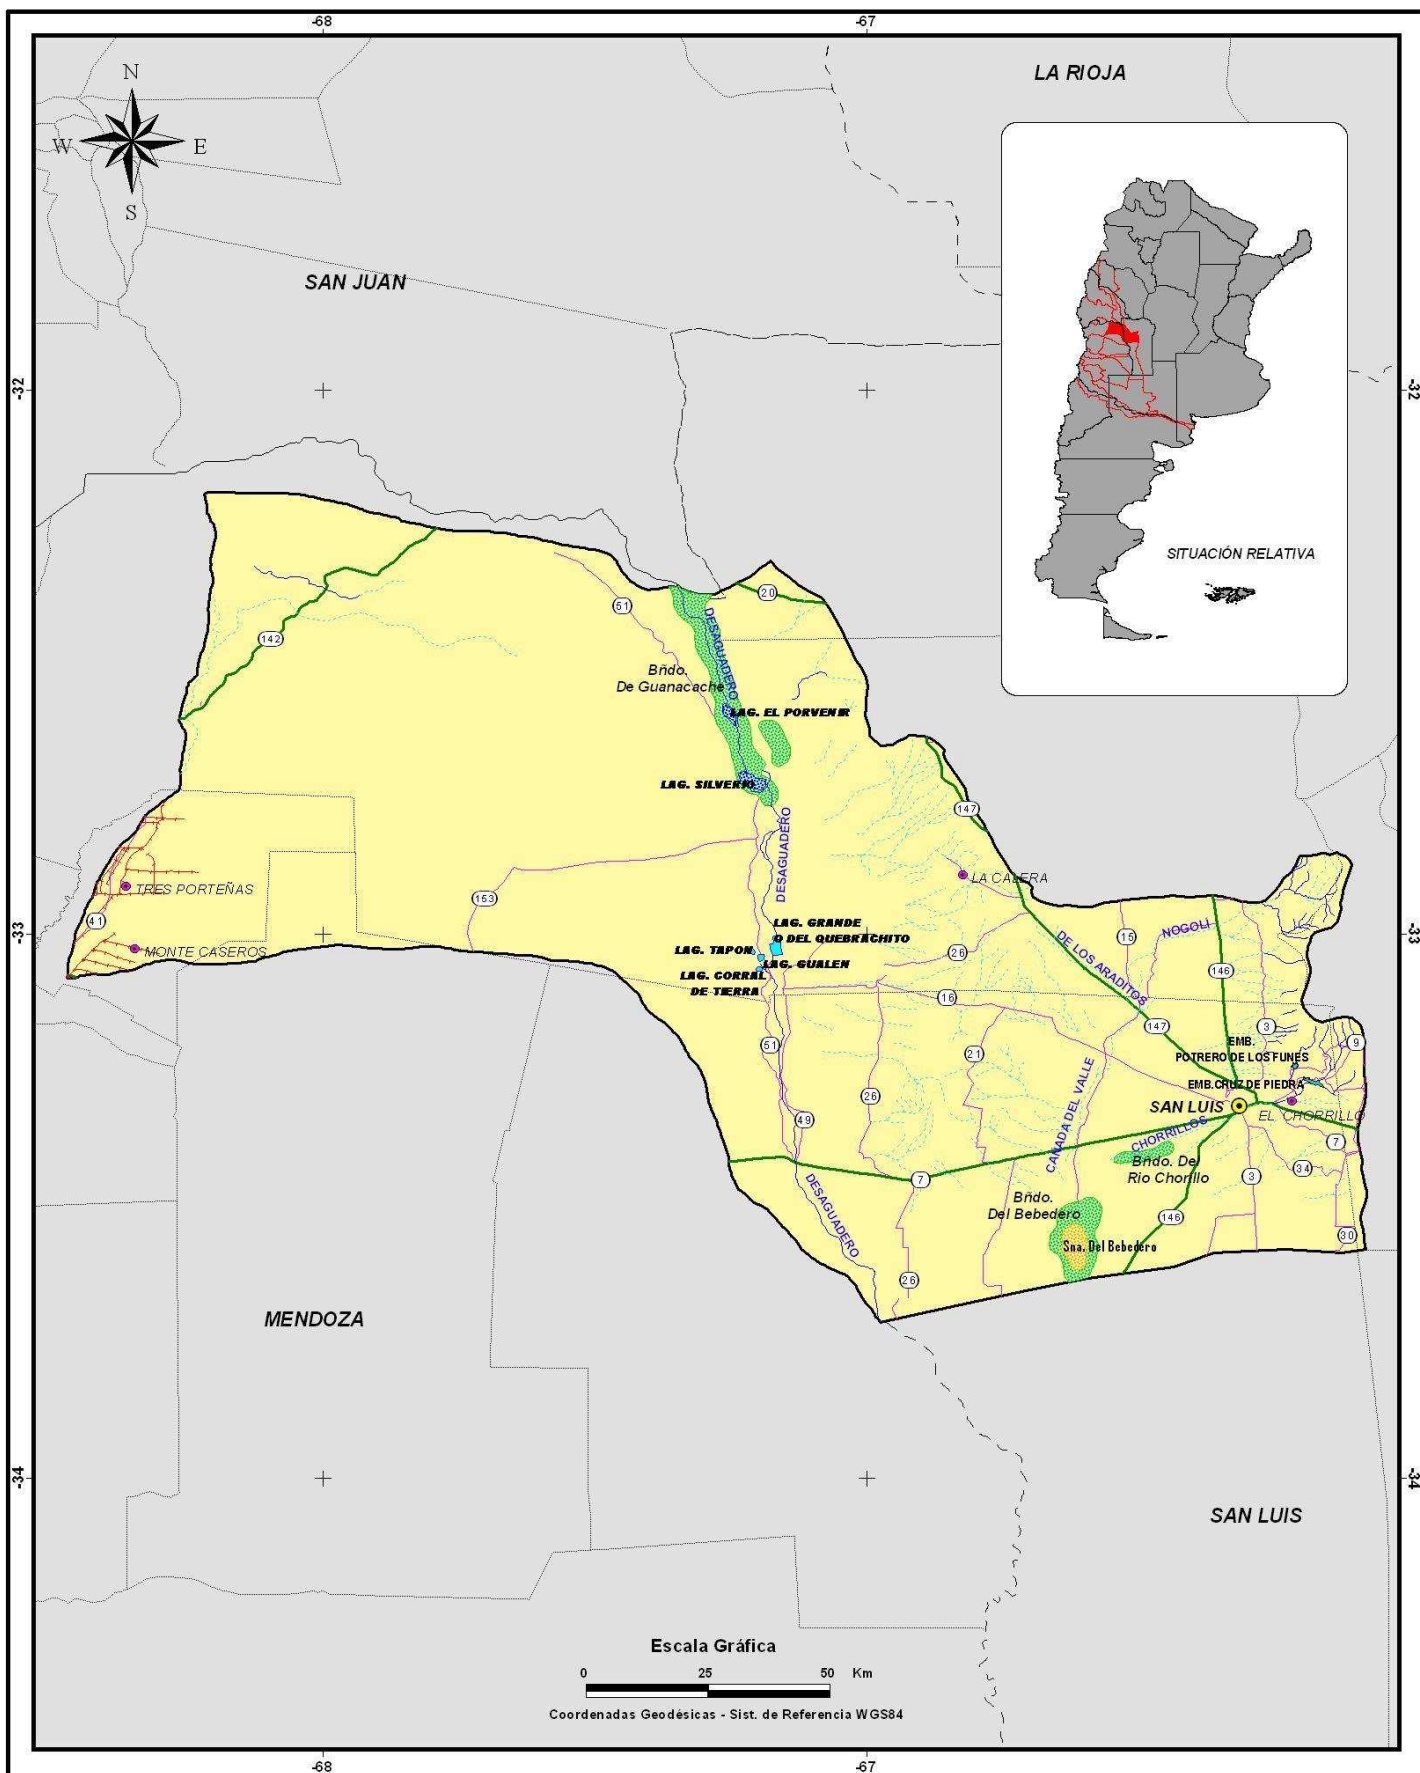 -68
-67
N
W
E
S
LA RIOJA
SAN JUAN
-32
-32
SITUACIÓN RELATIVA
20
51
DESAGUADERO
142
Bñdo.
De Guanacache
LAG. EL PORVENIR
LAG. SILVERIO
147
DESAGUADERO
LA CALERA
TRES PORTEÑAS
153
41
LAG. GRANDE
O DEL QUEBRACHITO
NOGOLI
15
-33
-33
MONTE CASEROS
LAG. TAPON
26
DE LOS ARADITOS
LAG. GUALEN
146
LAG. CORRAL
DE TIERRA
16
147
3
9
51
21
EMB.
POTRERO DE LOS FUNES
CAÑADA DEL VALLE
EMB.CRUZ DE PIEDRA
26
SAN LUIS
EL CHORRILLO
49
CHORRILLOS
7
Bñdo. Del
Rio Chorillo
34
7
3
DESAGUADERO
Bñdo.
Del Bebedero
146
30
Sna. Del Bebedero
26
MENDOZA
-34
-34
SAN LUIS
Escala Gráfica
0 25 50 Km
Coordenadas Geodésicas - Sist. de Referencia WGS84
-68
-67